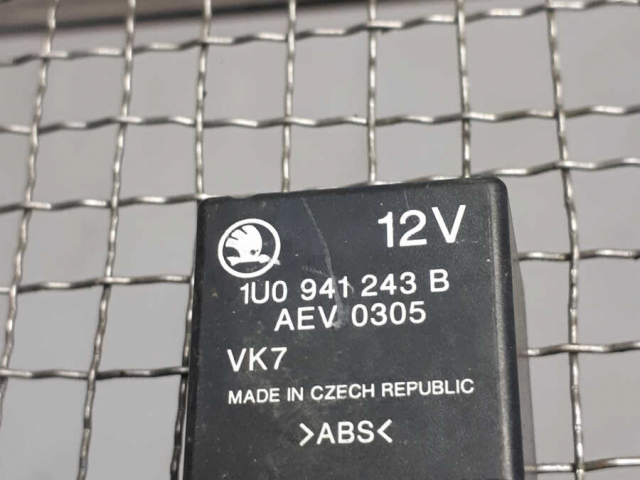 12V
1U0 941 243 B
AEV 0305
VK7
MADE IN CZECH REPUBLIC
>ABS<